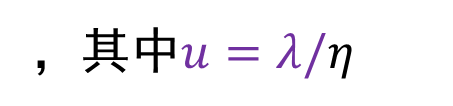 ，其中𝑢 = 𝜆/𝜂